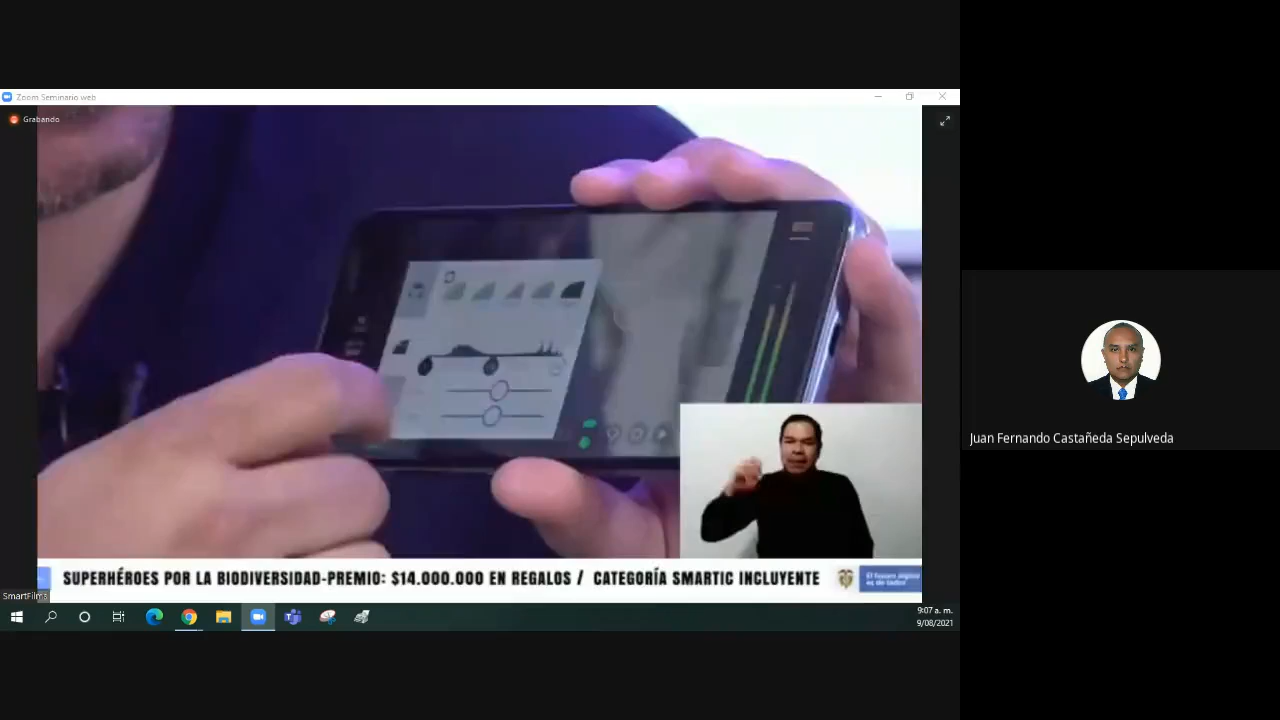 Zoom Seminario web
Grabando
Juan Fernando Castañeda Sepulveda
SUPERHÉROES POR LA BIODIVERSIDAD-PREMIO: $14.000.000 EN REGALOS / CATEGORÍA SMARTIC INCLUYENTE
El futuro digital
es de todos
SmartFilms
9:07 a. m.
9/08/2021